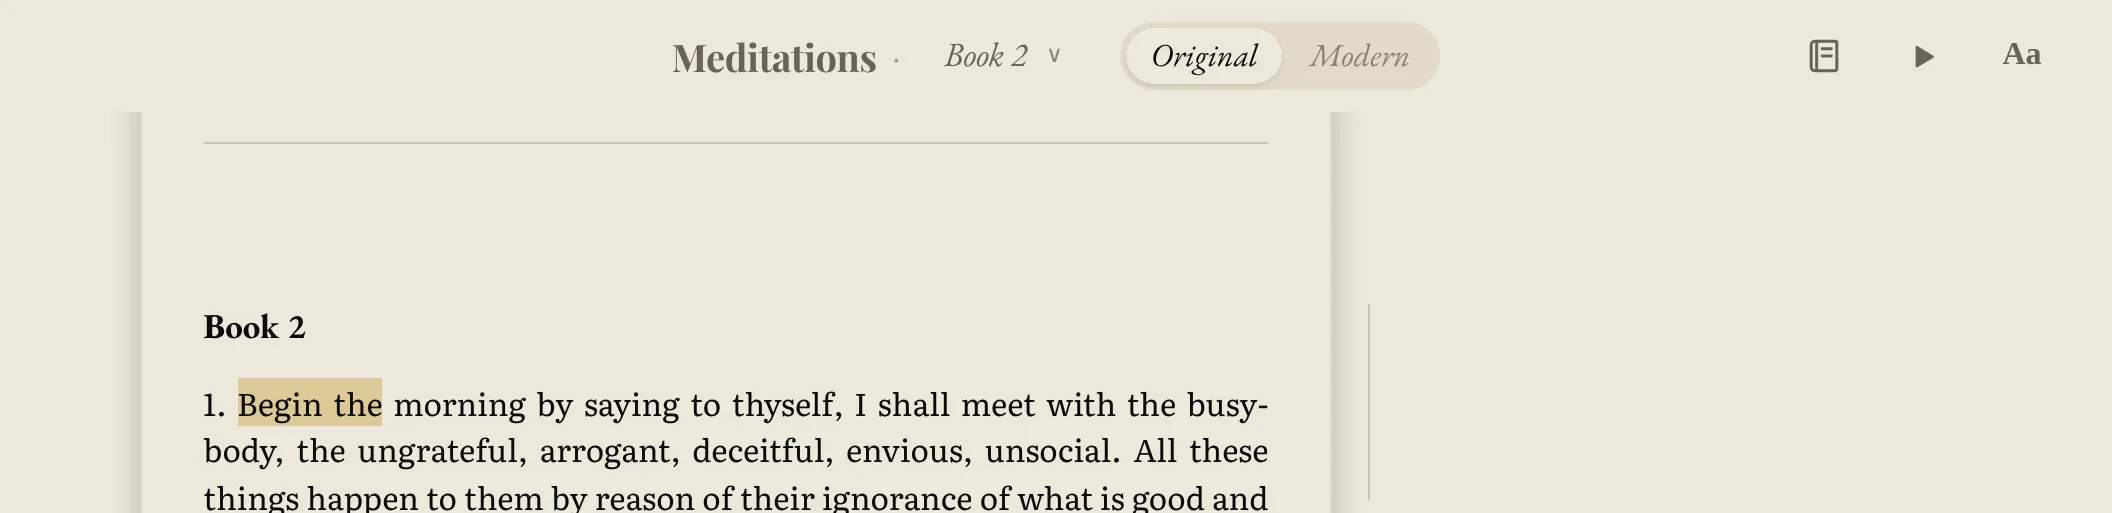 Meditations · Book 2 ∨ Original Modern Aa
Book 2
1. Begin the morning by saying to thyself, I shall meet with the busy-
body, the ungrateful, arrogant, deceitful, envious, unsocial. All these
things happen to them by reason of their ignorance of what is good and